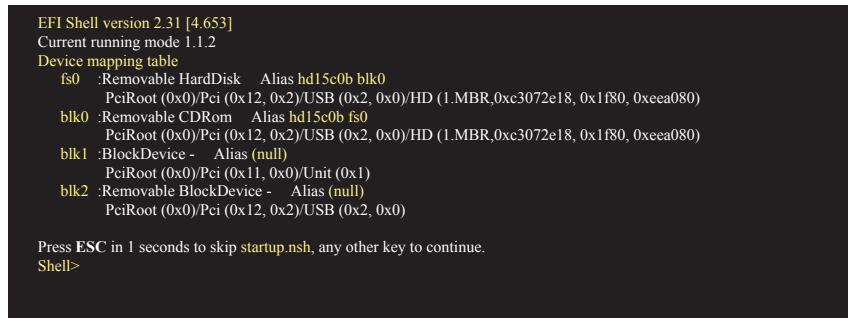 EFI Shell version 2.31 [4.653]
Current running mode 1.1.2
Device mapping table
fs0 :Removable HardDisk Alias hd15c0b blk0
PciRoot (0x0)/Pci (0x12, 0x2)/USB (0x2, 0x0)/HD (1.MBR,0xc3072e18, 0x1f80, 0xeea080)
blk0 :Removable CDRom Alias hd15c0b fs0
PciRoot (0x0)/Pci (0x12, 0x2)/USB (0x2, 0x0)/HD (1.MBR,0xc3072e18, 0x1f80, 0xeea080)
blk1 :BlockDevice - Alias (null)
PciRoot (0x0)/Pci (0x11, 0x0)/Unit (0x1)
blk2 :Removable BlockDevice - Alias (null)
PciRoot (0x0)/Pci (0x12, 0x2)/USB (0x2, 0x0)
Press ESC in 1 seconds to skip startup.nsh, any other key to continue.
Shell>